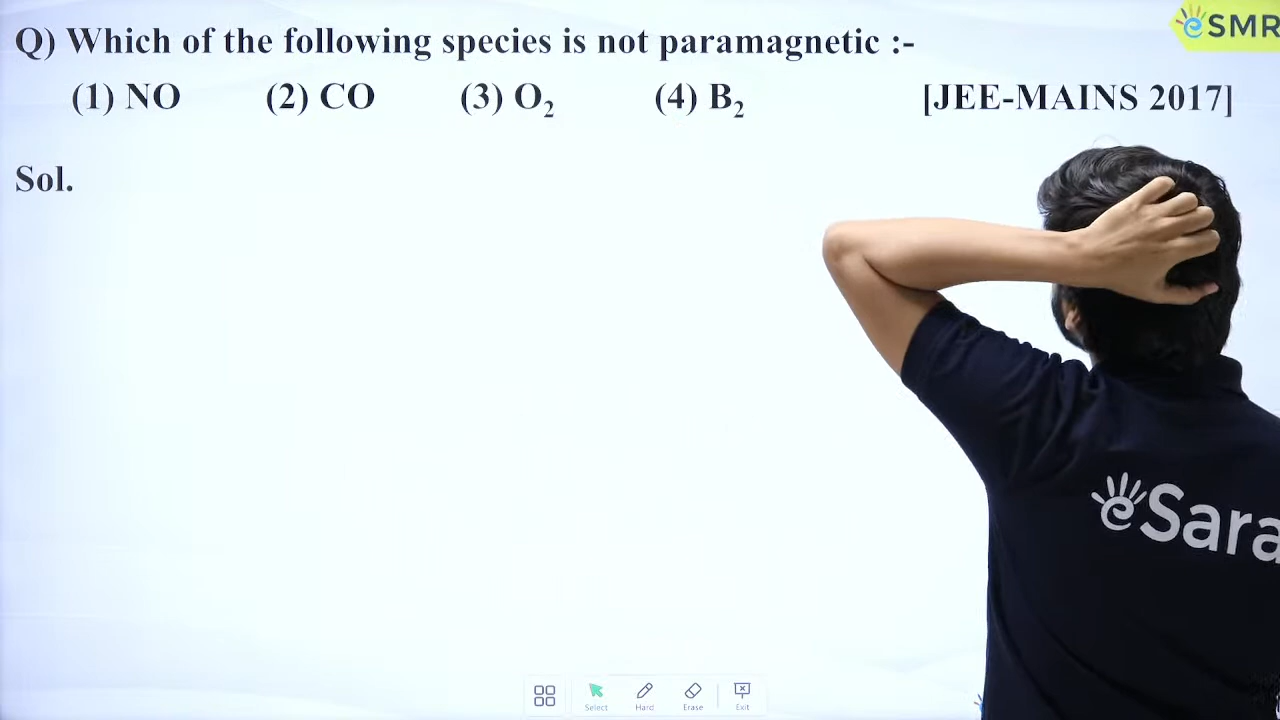 Q) Which of the following species is not paramagnetic :-
(1) NO (2) CO (3) O₂ (4) B₂ [JEE-MAINS 2017]
Sol.
eSMR
eSara
Select Hard Erase Exit